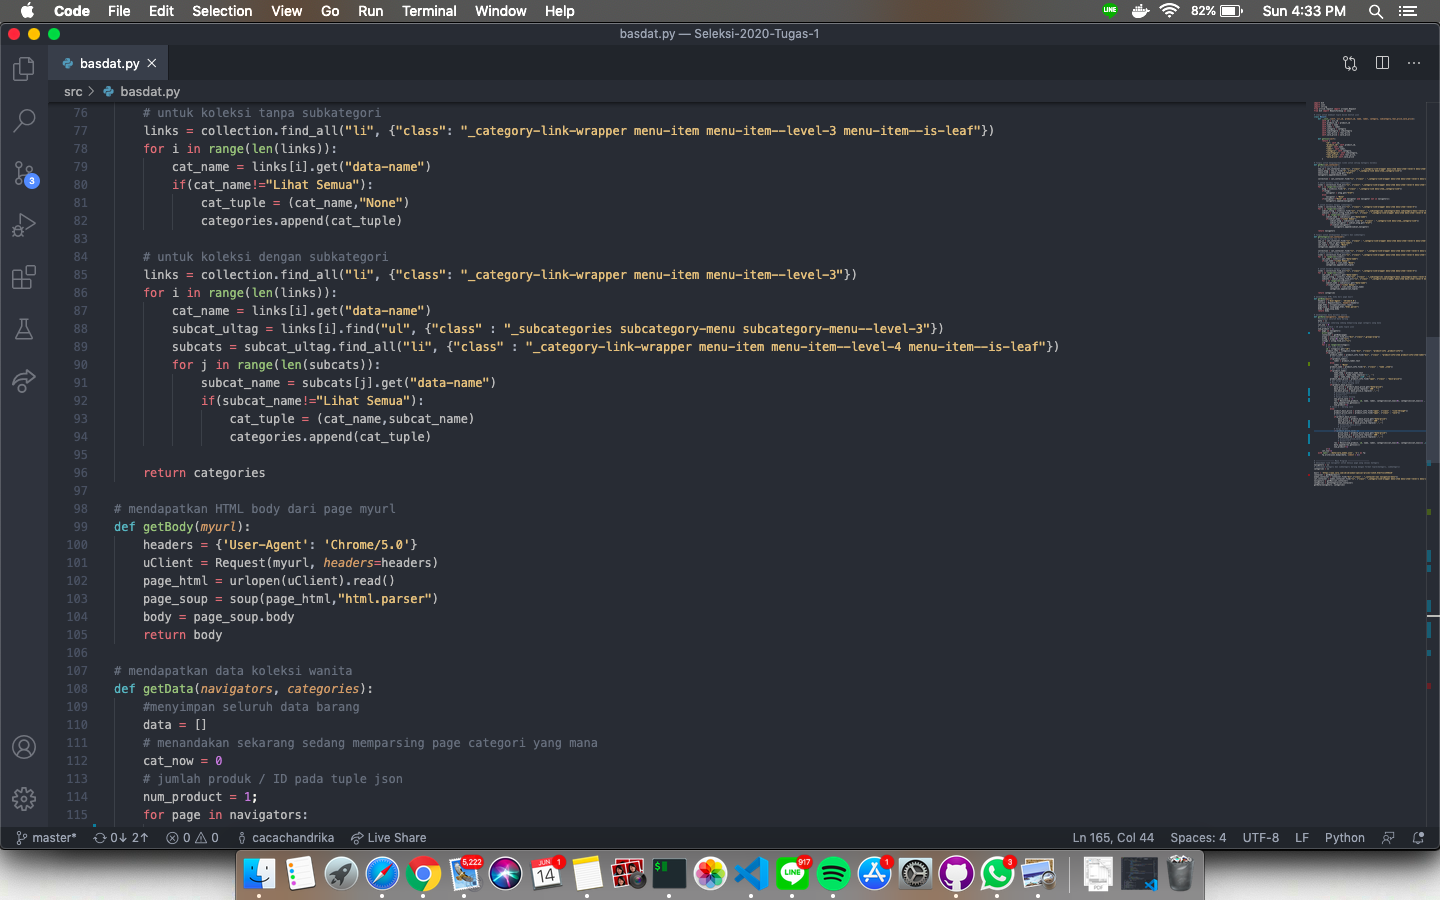 Code File Edit Selection View Go Run Terminal Window Help LINE 82% Sun 4:33 PM
basdat.py — Seleksi-2020-Tugas-1
basdat.py
src > basdat.py
76 # untuk koleksi tanpa subkategori
77 links = collection.find_all("li", {"class": "_category-link-wrapper menu-item menu-item--level-3 menu-item--is-leaf"})
78 for i in range(len(links)):
79 cat_name = links[i].get("data-name")
80 if(cat_name!="Lihat Semua"):
81 cat_tuple = (cat_name,"None")
82 categories.append(cat_tuple)
83
84 # untuk koleksi dengan subkategori
85 links = collection.find_all("li", {"class": "_category-link-wrapper menu-item menu-item--level-3"})
86 for i in range(len(links)):
87 cat_name = links[i].get("data-name")
88 subcat_ultag = links[i].find("ul", {"class" : "_subcategories subcategory-menu subcategory-menu--level-3"})
89 subcats = subcat_ultag.find_all("li", {"class" : "_category-link-wrapper menu-item menu-item--level-4 menu-item--is-leaf"})
90 for j in range(len(subcats)):
91 subcat_name = subcats[j].get("data-name")
92 if(subcat_name!="Lihat Semua"):
93 cat_tuple = (cat_name,subcat_name)
94 categories.append(cat_tuple)
95
96 return categories
97
98 # mendapatkan HTML body dari page myurl
99 def getBody(myurl):
100 headers = {'User-Agent': 'Chrome/5.0'}
101 uClient = Request(myurl, headers=headers)
102 page_html = urlopen(uClient).read()
103 page_soup = soup(page_html,"html.parser")
104 body = page_soup.body
105 return body
106
107 # mendapatkan data koleksi wanita
108 def getData(navigators, categories):
109 #menyimpan seluruh data barang
110 data = []
111 # menandakan sekarang sedang memparsing page categori yang mana
112 cat_now = 0
113 # jumlah produk / ID pada tuple json
114 num_product = 1;
115 for page in navigators:
3
master* 0↓ 2↑ 0 0 cacachandrika Live Share Ln 165, Col 44 Spaces: 4 UTF-8 LF Python
5,222 JUN 14 1 $ LINE 917 1 3 PDF